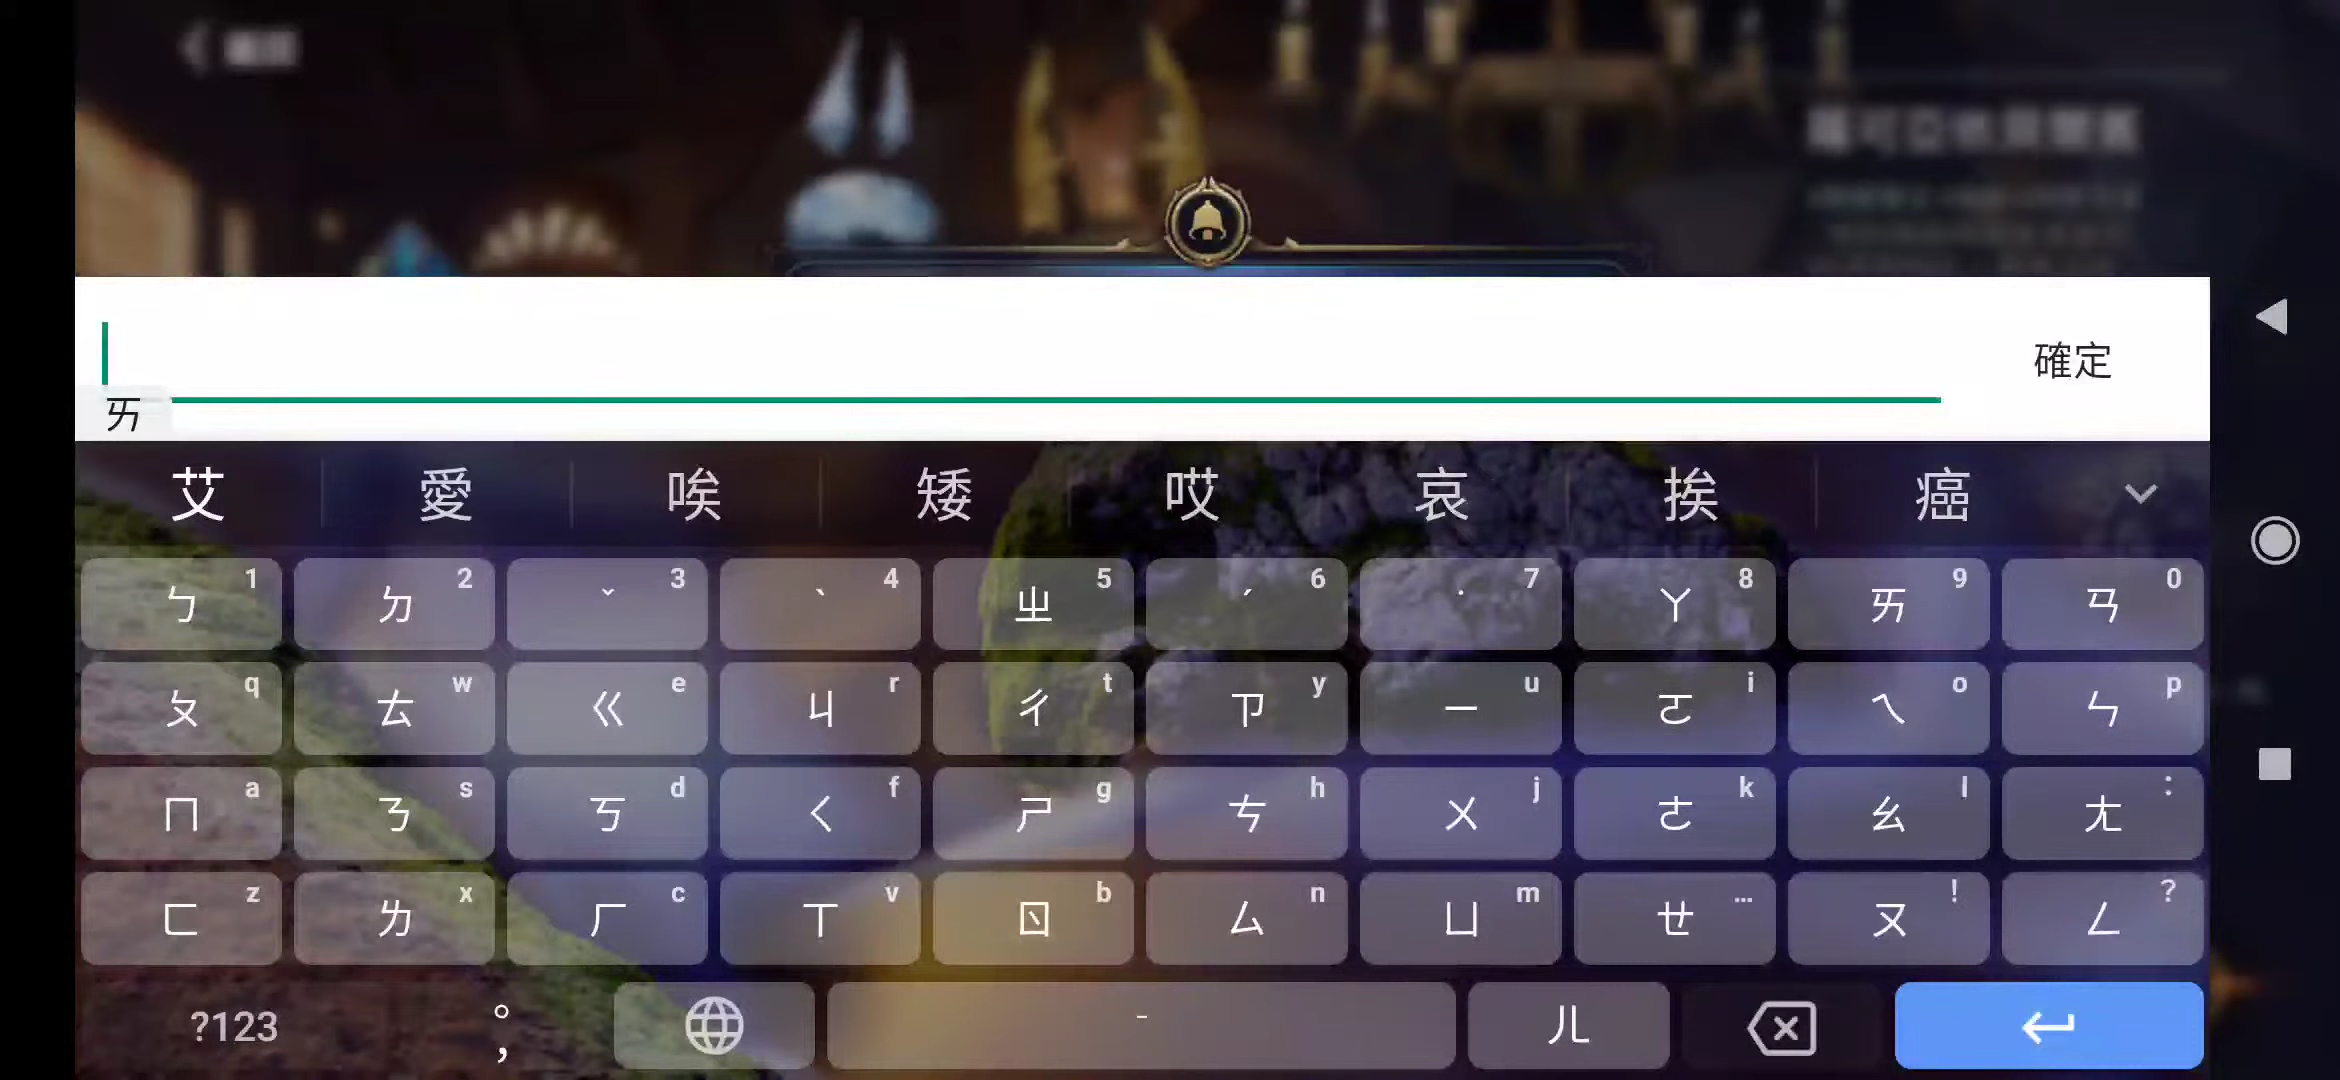 確定
ㄞ
艾 愛 唉 矮 哎 哀 挨 癌
ㄅ 1 ㄉ 2 ˇ 3 ˋ 4 ㄓ 5 ˊ 6 ˙ 7 ㄚ 8 ㄞ 9 ㄢ 0
ㄆ q ㄊ w ㄍ e ㄐ r ㄔ t ㄗ y ㄧ u ㄛ i ㄟ o ㄣ p
ㄇ a ㄋ s ㄎ d ㄑ f ㄕ g ㄘ h ㄨ j ㄜ k ㄠ l ㄤ :
ㄈ z ㄌ x ㄏ c ㄒ v ㄖ b ㄙ n ㄩ m ㄝ … ㄡ ! ㄥ ?
?123 ° , - ㄦ